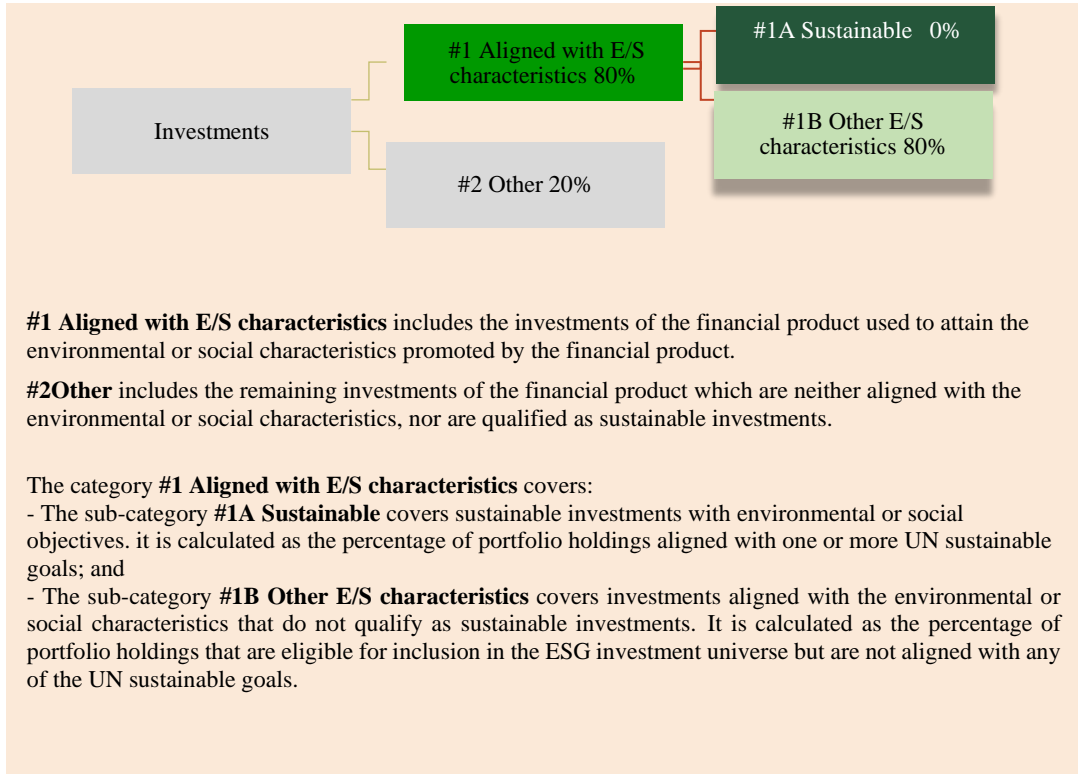 #1A Sustainable 0%
#1 Aligned with E/S
characteristics 80%
Investments
#1B Other E/S
characteristics 80%
#2 Other 20%
#1 Aligned with E/S characteristics includes the investments of the financial product used to attain the
environmental or social characteristics promoted by the financial product.
#2Other includes the remaining investments of the financial product which are neither aligned with the
environmental or social characteristics, nor are qualified as sustainable investments.
The category #1 Aligned with E/S characteristics covers:
- The sub-category #1A Sustainable covers sustainable investments with environmental or social
objectives. it is calculated as the percentage of portfolio holdings aligned with one or more UN sustainable
goals; and
- The sub-category #1B Other E/S characteristics covers investments aligned with the environmental or
social characteristics that do not qualify as sustainable investments. It is calculated as the percentage of
portfolio holdings that are eligible for inclusion in the ESG investment universe but are not aligned with any
of the UN sustainable goals.